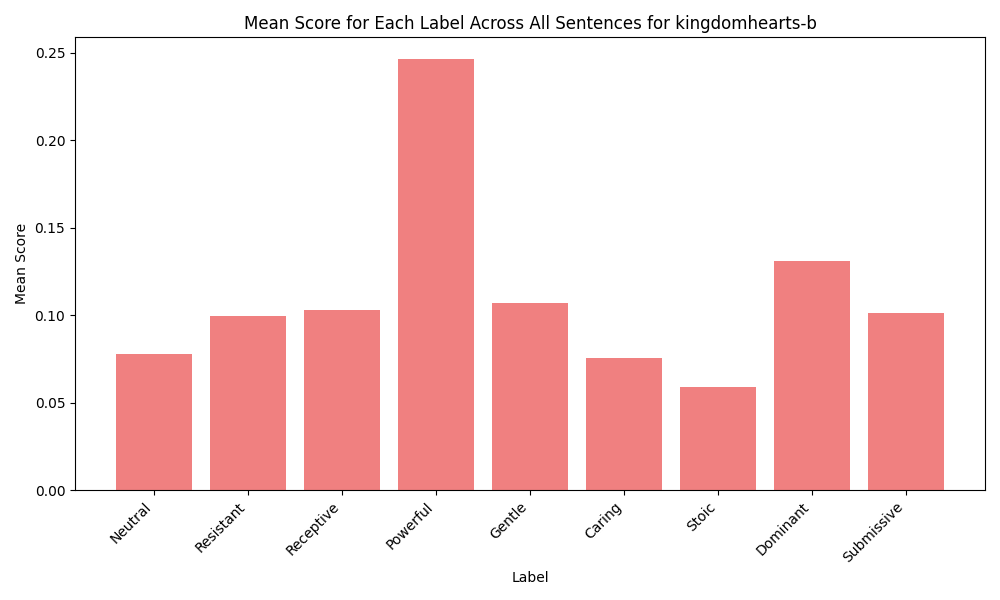 Mean Score for Each Label Across All Sentences for kingdomhearts-b
Mean Score
0.25
0.20
0.15
0.10
0.05
0.00
Neutral
Resistant
Receptive
Powerful
Gentle
Caring
Stoic
Dominant
Submissive
Label